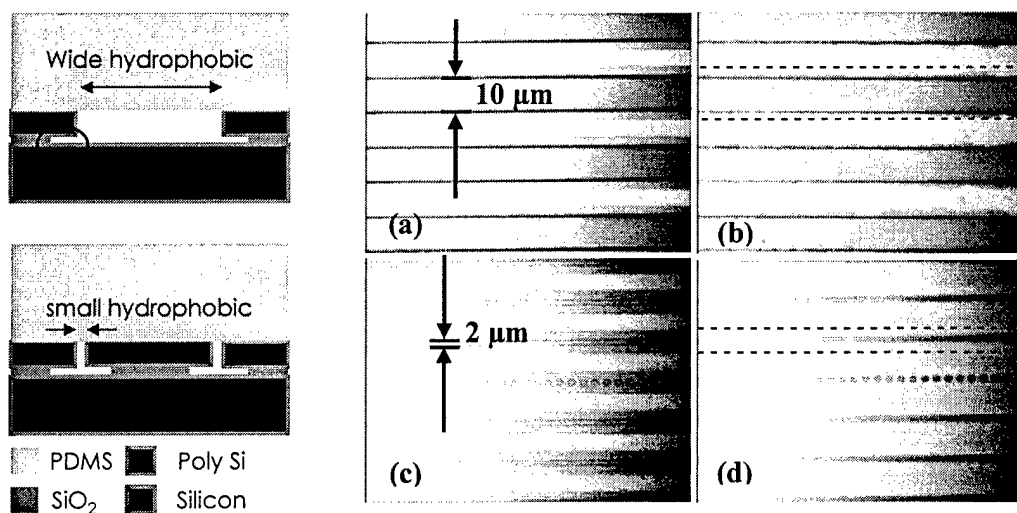 Wide hydrophobic
small hydrophobic
PDMS
Poly Si
SiO₂
Silicon
10 µm
(a)
(b)
2 µm
(c)
(d)